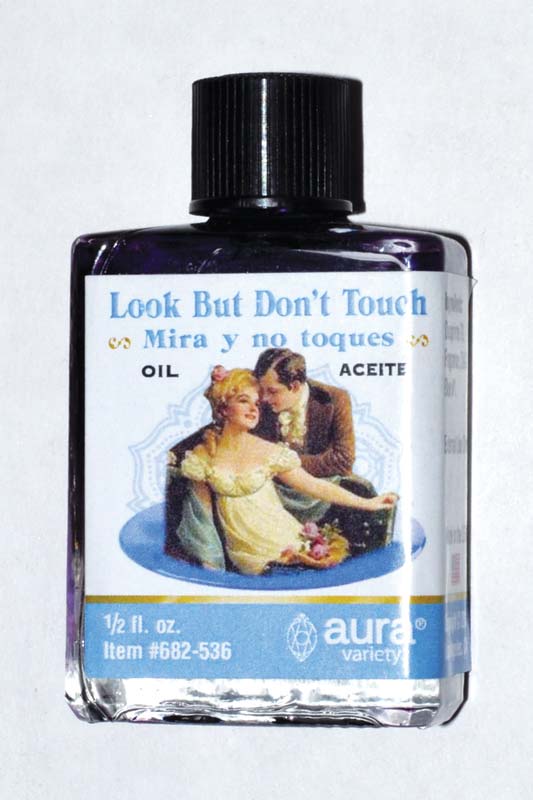 Look But Don't Touch
Mira y no toques
OIL ACEITE
1/2 fl. oz.
Item #682-536
aura®
variety